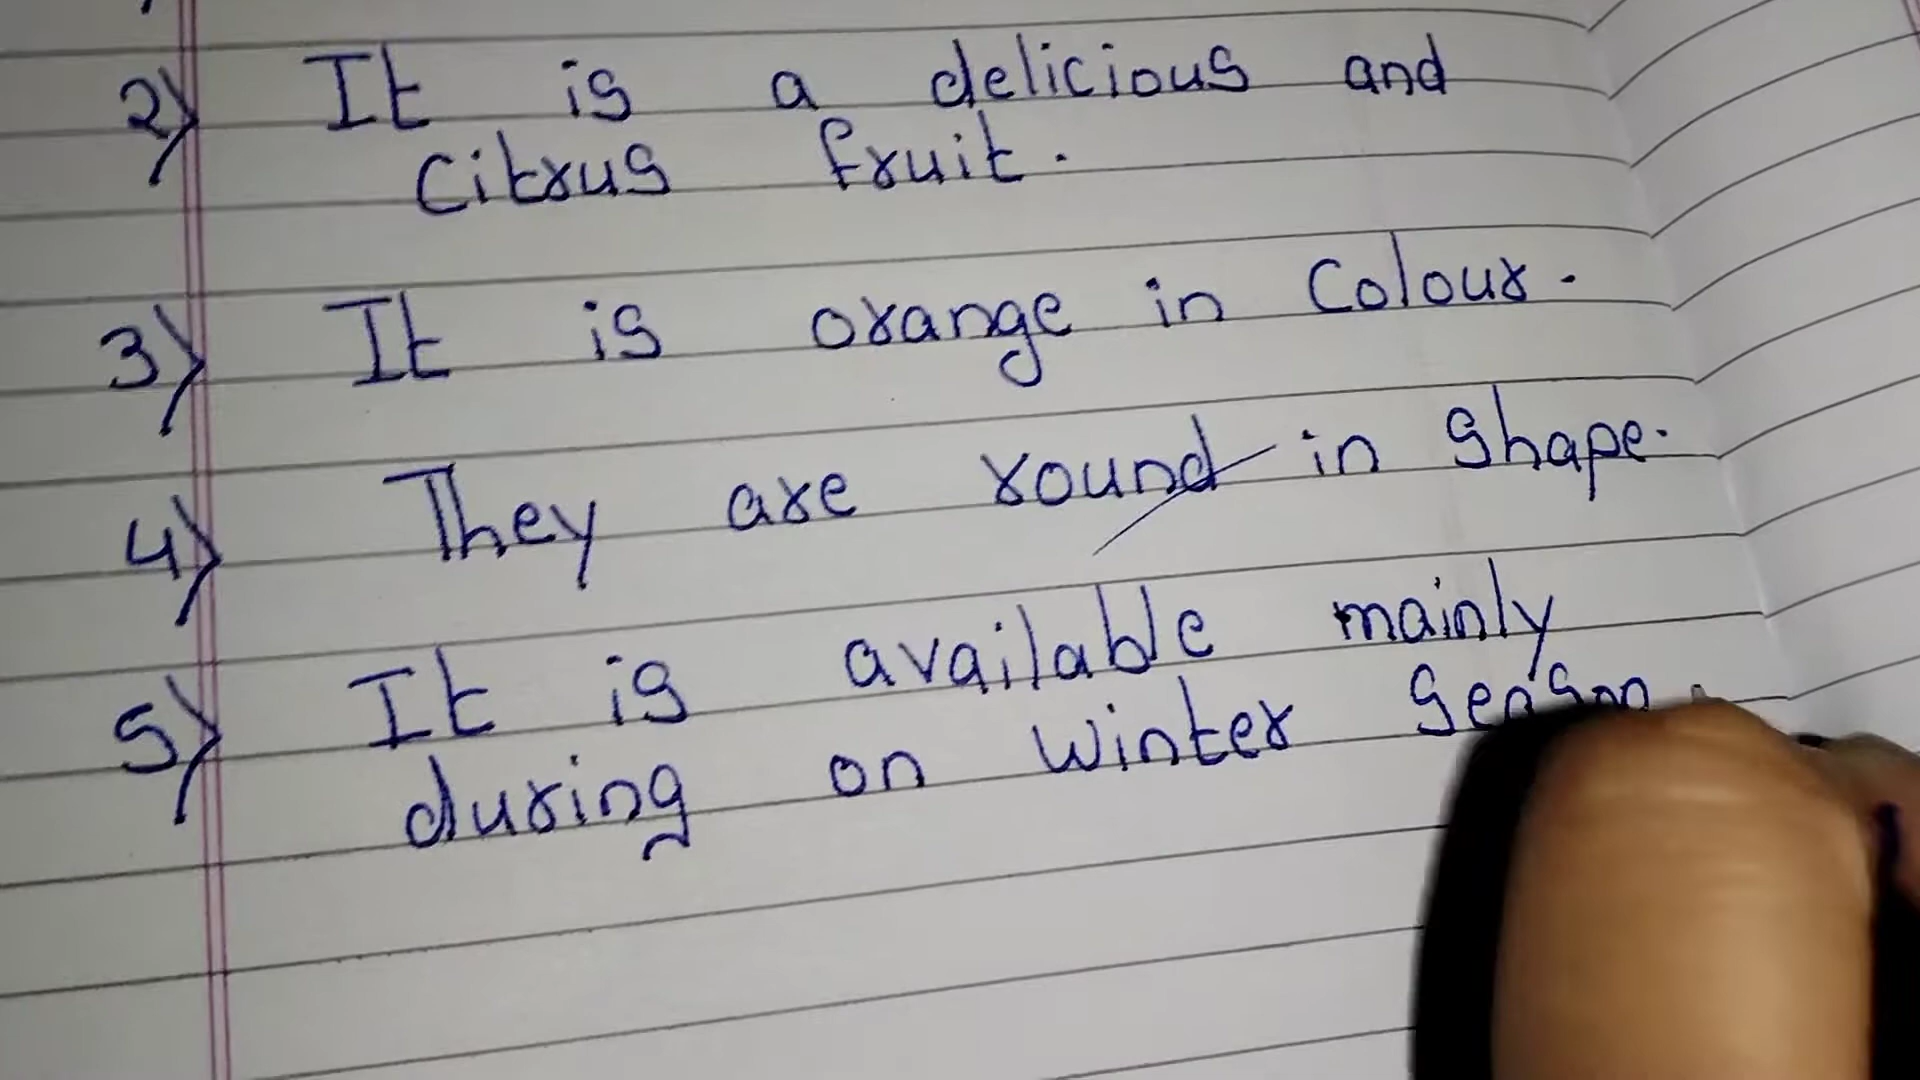 2) It is a delicious and
citrus fruit.
3) It is orange in Colour.
4) They are round in Shape.
5) It is available mainly
during on Winter Season.